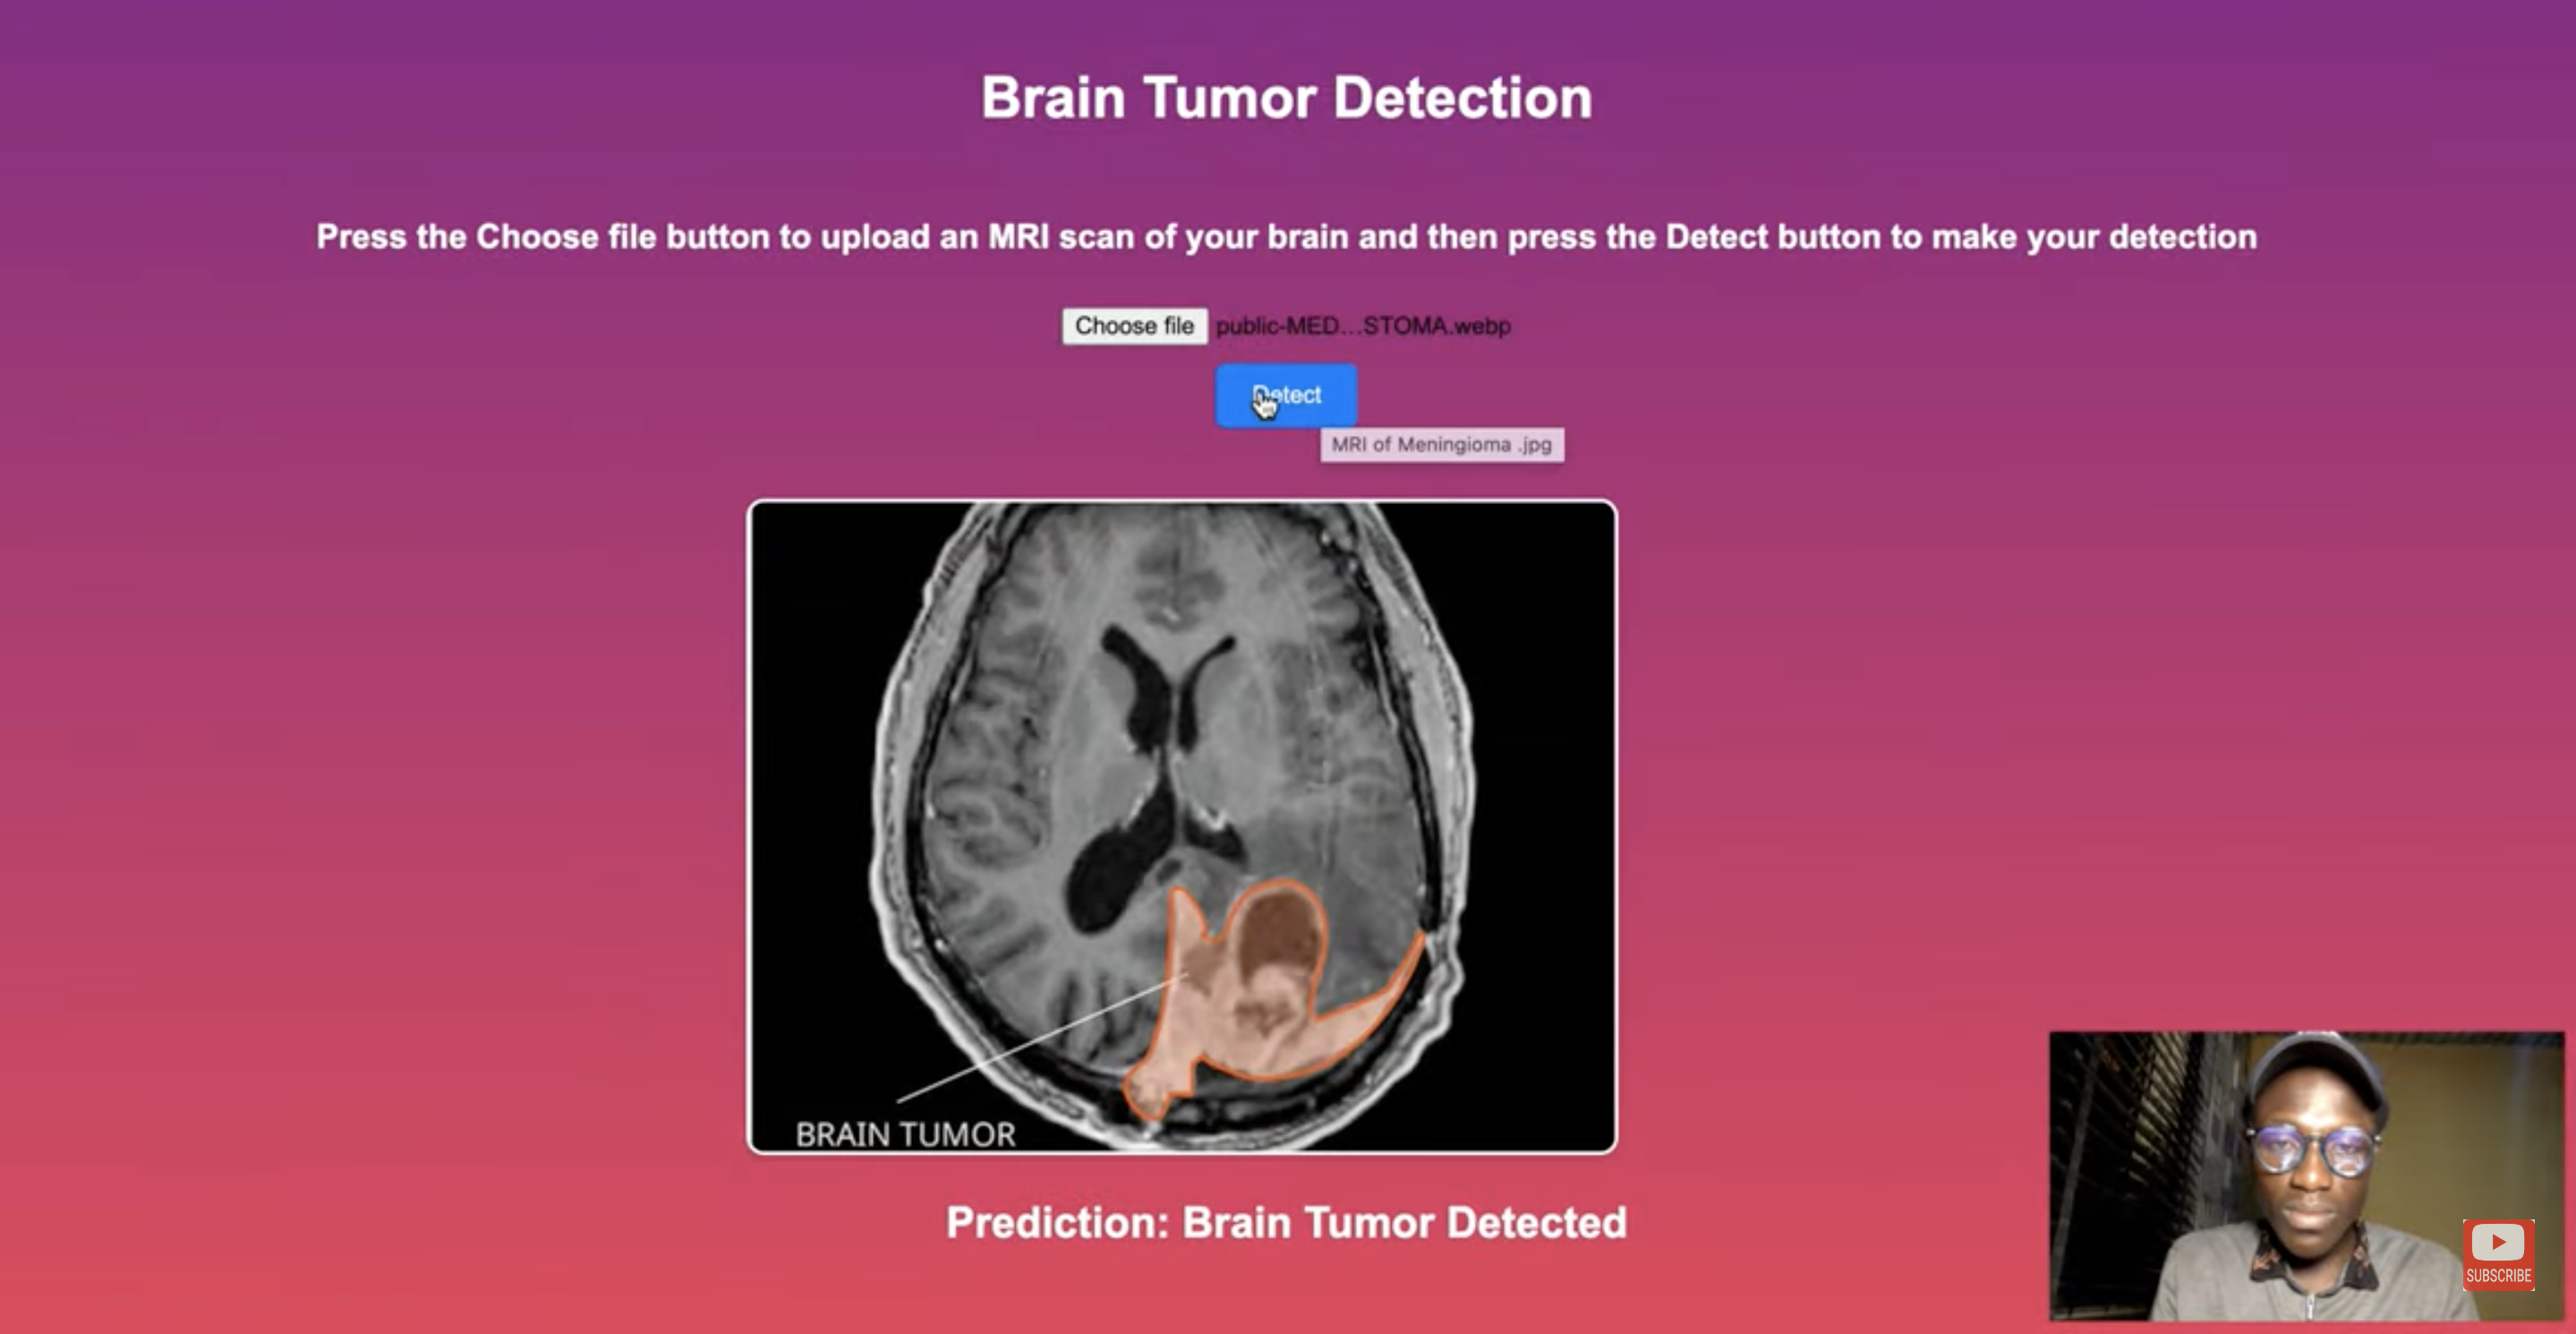 Brain Tumor Detection
Press the Choose file button to upload an MRI scan of your brain and then press the Detect button to make your detection
Choose file public-MED...STOMA.webp
Detect
MRI of Meningioma .jpg
BRAIN TUMOR
Prediction: Brain Tumor Detected
SUBSCRIBE